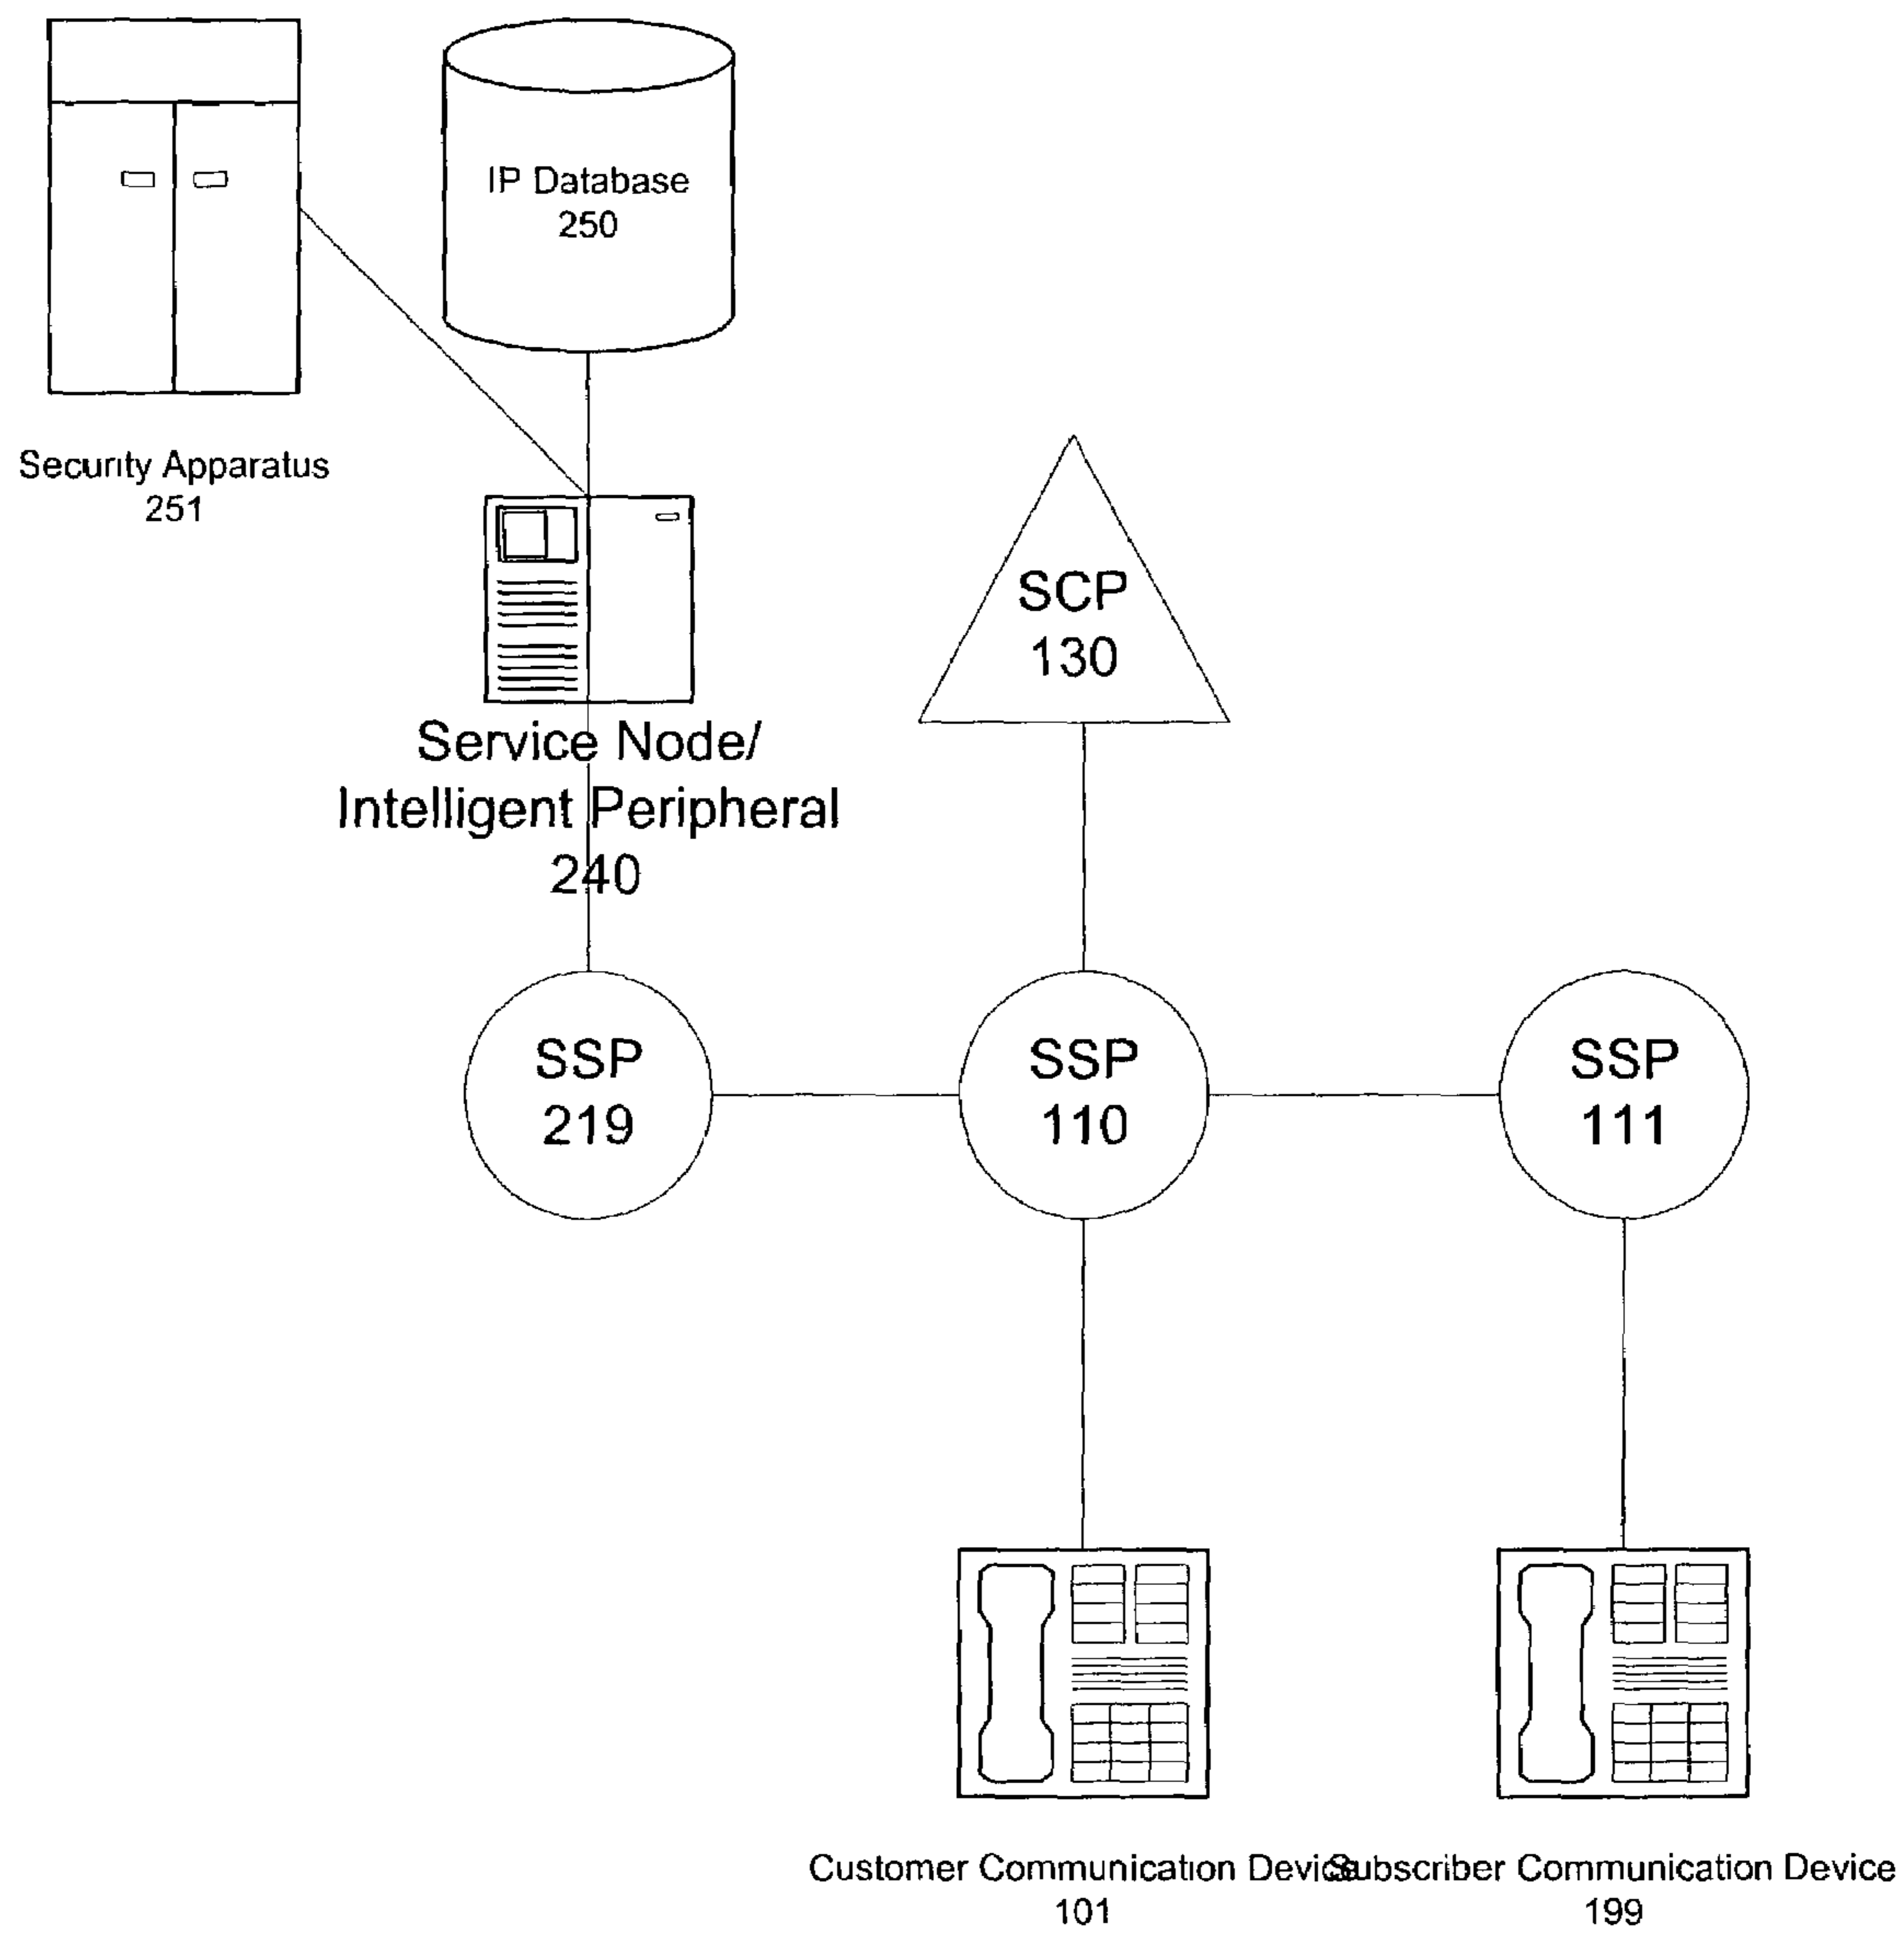 IP Database
250
Security Apparatus
251
SCP
130
Service Node/
Intelligent Peripheral
240
SSP
219
SSP
110
SSP
111
Customer Communication Device
101
Subscriber Communication Device
199